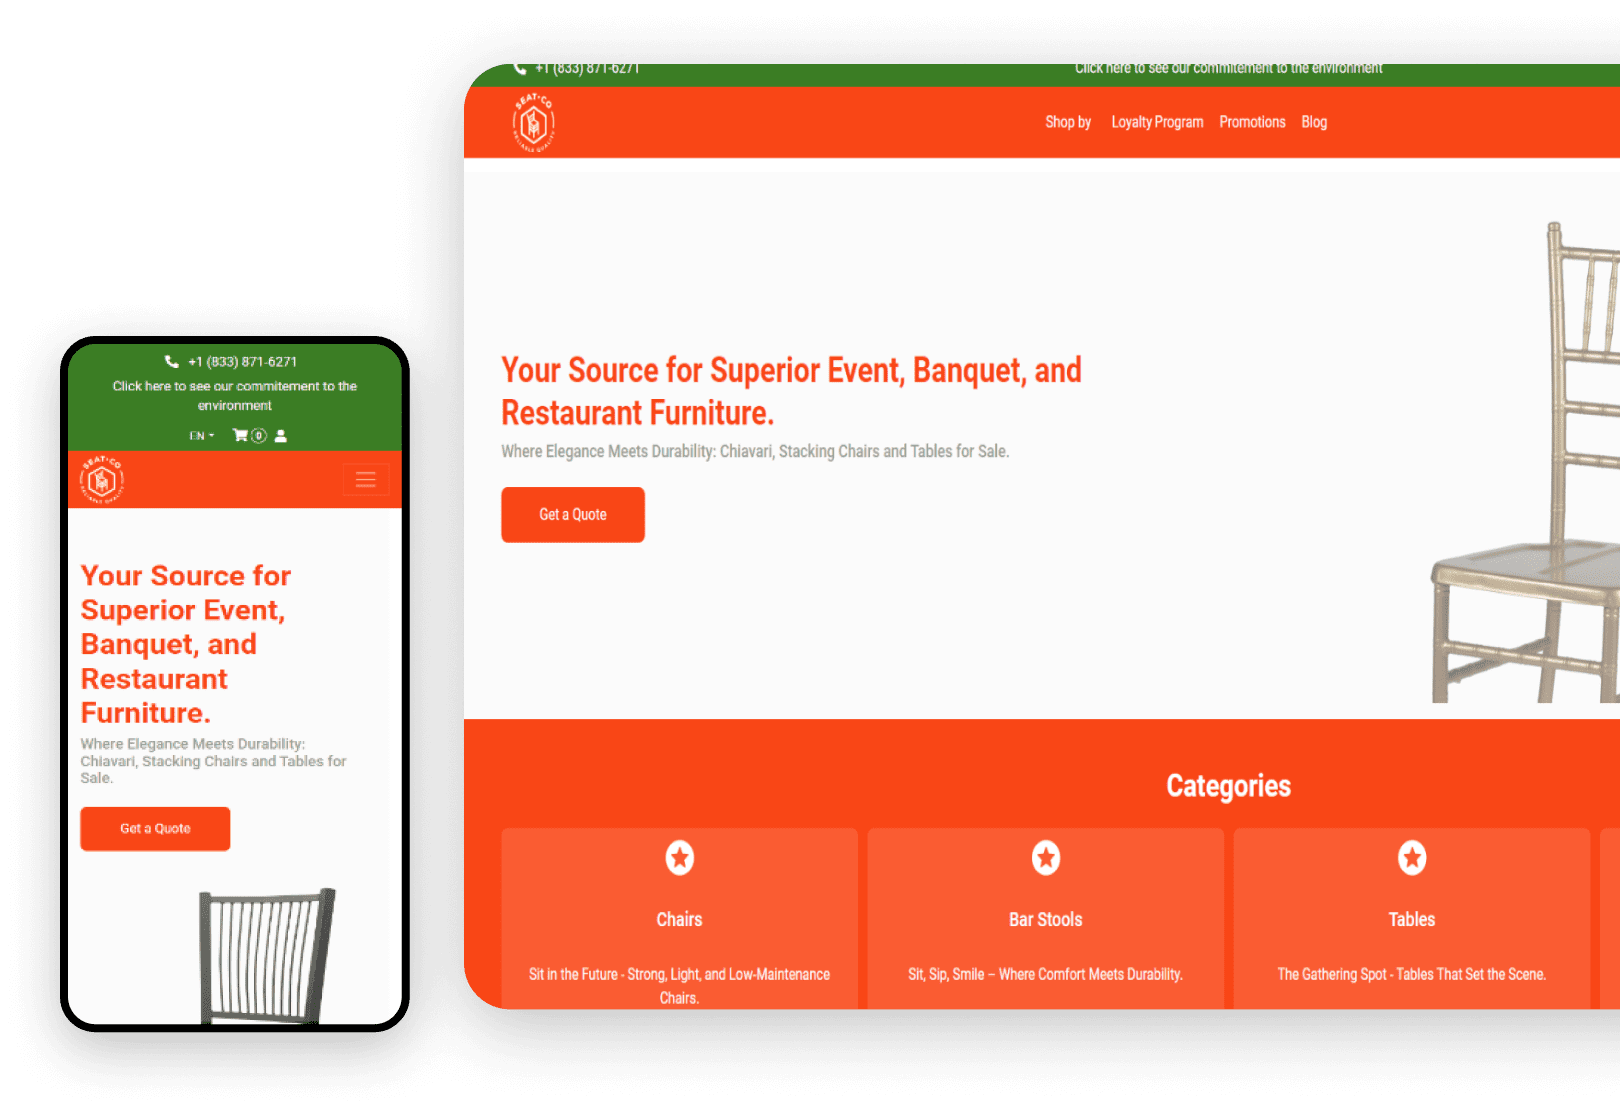 +1 (833) 871-6271
Click here to see our commitement to the
environment
EN
0
SEAT·CO
RELIABLE QUALITY
Your Source for
Superior Event,
Banquet, and
Restaurant
Furniture.
Where Elegance Meets Durability:
Chiavari, Stacking Chairs and Tables for
Sale.
Get a Quote
+1 (833) 871-6271
Click here to see our commitement to the environment
SEAT·CO
RELIABLE QUALITY
Shop by Loyalty Program Promotions Blog
Your Source for Superior Event, Banquet, and
Restaurant Furniture.
Where Elegance Meets Durability: Chiavari, Stacking Chairs and Tables for Sale.
Get a Quote
Categories
Chairs
Sit in the Future - Strong, Light, and Low-Maintenance
Chairs.
Bar Stools
Sit, Sip, Smile – Where Comfort Meets Durability.
Tables
The Gathering Spot - Tables That Set the Scene.